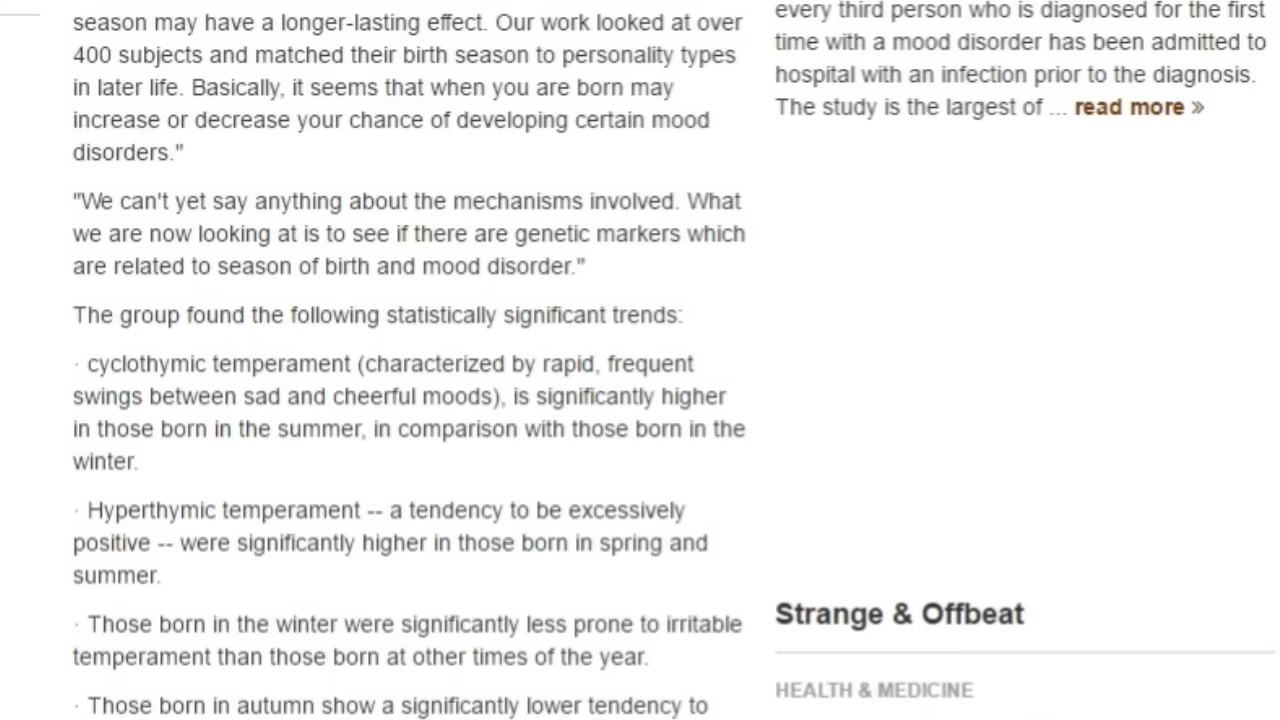 season may have a longer-lasting effect. Our work looked at over
400 subjects and matched their birth season to personality types
in later life. Basically, it seems that when you are born may
increase or decrease your chance of developing certain mood
disorders."
"We can't yet say anything about the mechanisms involved. What
we are now looking at is to see if there are genetic markers which
are related to season of birth and mood disorder."
The group found the following statistically significant trends:
· cyclothymic temperament (characterized by rapid, frequent
swings between sad and cheerful moods), is significantly higher
in those born in the summer, in comparison with those born in the
winter.
· Hyperthymic temperament -- a tendency to be excessively
positive -- were significantly higher in those born in spring and
summer.
· Those born in the winter were significantly less prone to irritable
temperament than those born at other times of the year.
· Those born in autumn show a significantly lower tendency to
every third person who is diagnosed for the first
time with a mood disorder has been admitted to
hospital with an infection prior to the diagnosis.
The study is the largest of ... read more »
Strange & Offbeat
HEALTH & MEDICINE